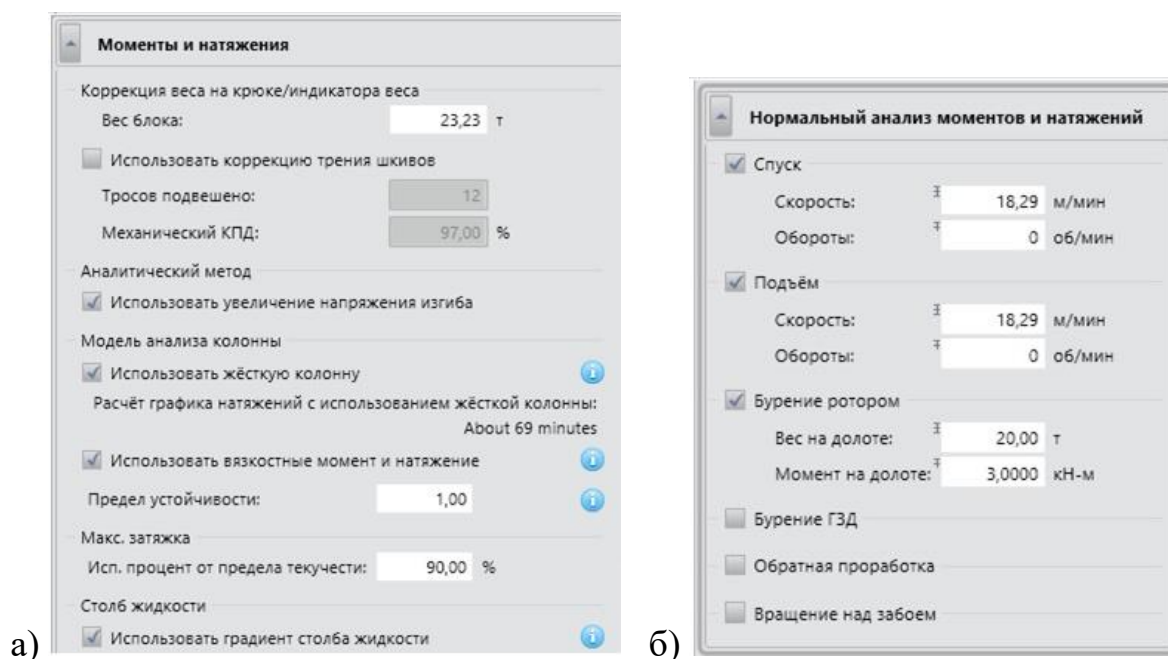 Моменты и натяжения
Коррекция веса на крюке/индикатора веса
Вес блока: 23,23 т
Использовать коррекцию трения шкивов
Тросов подвешено: 12
Механический КПД: 97,00 %
Аналитический метод
Использовать увеличение напряжения изгиба
Модель анализа колонны
Использовать жёсткую колонну
Расчёт графика натяжений с использованием жёсткой колонны:
About 69 minutes
Использовать вязкостные момент и натяжение
Предел устойчивости: 1,00
Макс. затяжка
Исп. процент от предела текучести: 90,00 %
Столб жидкости
Использовать градиент столба жидкости
а)
Нормальный анализ моментов и натяжений
Спуск
Скорость: 18,29 м/мин
Обороты: 0 об/мин
Подъём
Скорость: 18,29 м/мин
Обороты: 0 об/мин
Бурение ротором
Вес на долоте: 20,00 т
Момент на долоте: 3,0000 кН-м
Бурение ГЗД
Обратная проработка
Вращение над забоем
б)